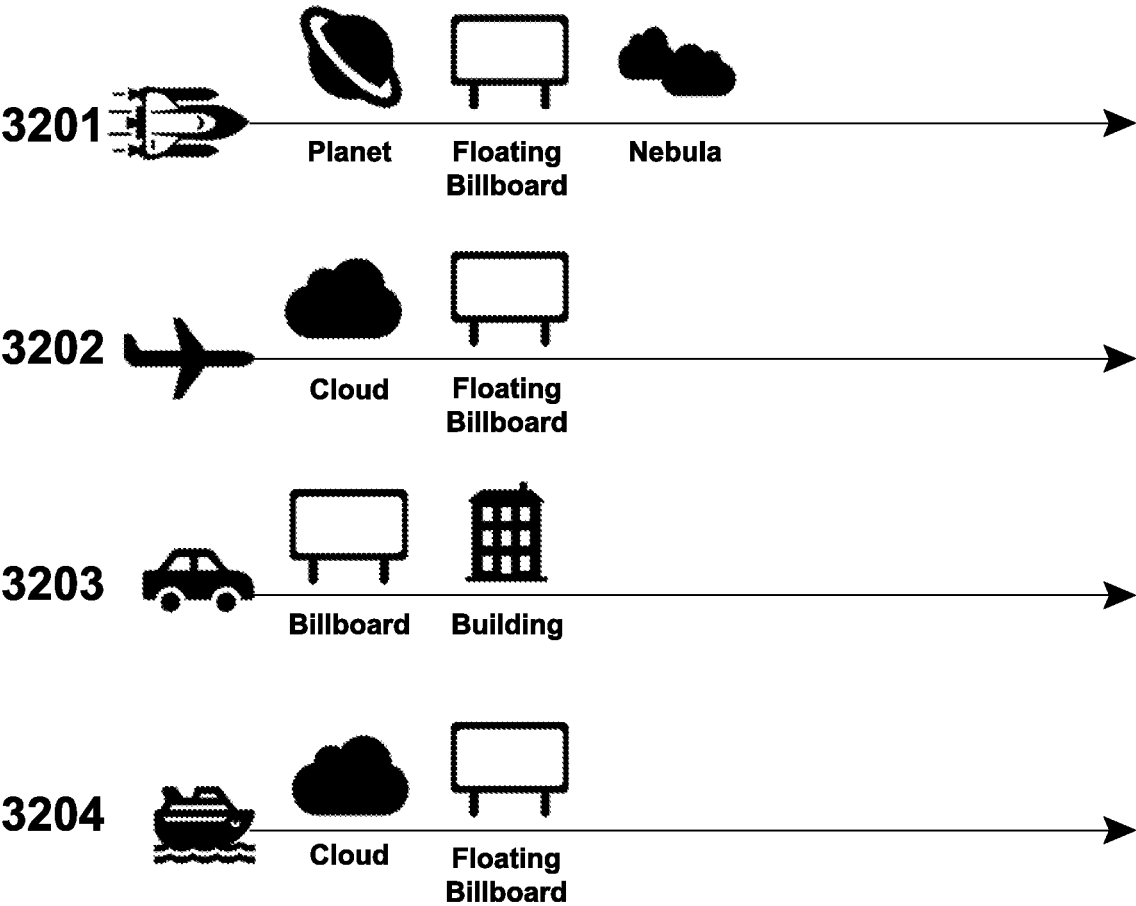 3201
Planet
Floating
Billboard
Nebula
3202
Cloud
Floating
Billboard
3203
Billboard
Building
3204
Cloud
Floating
Billboard